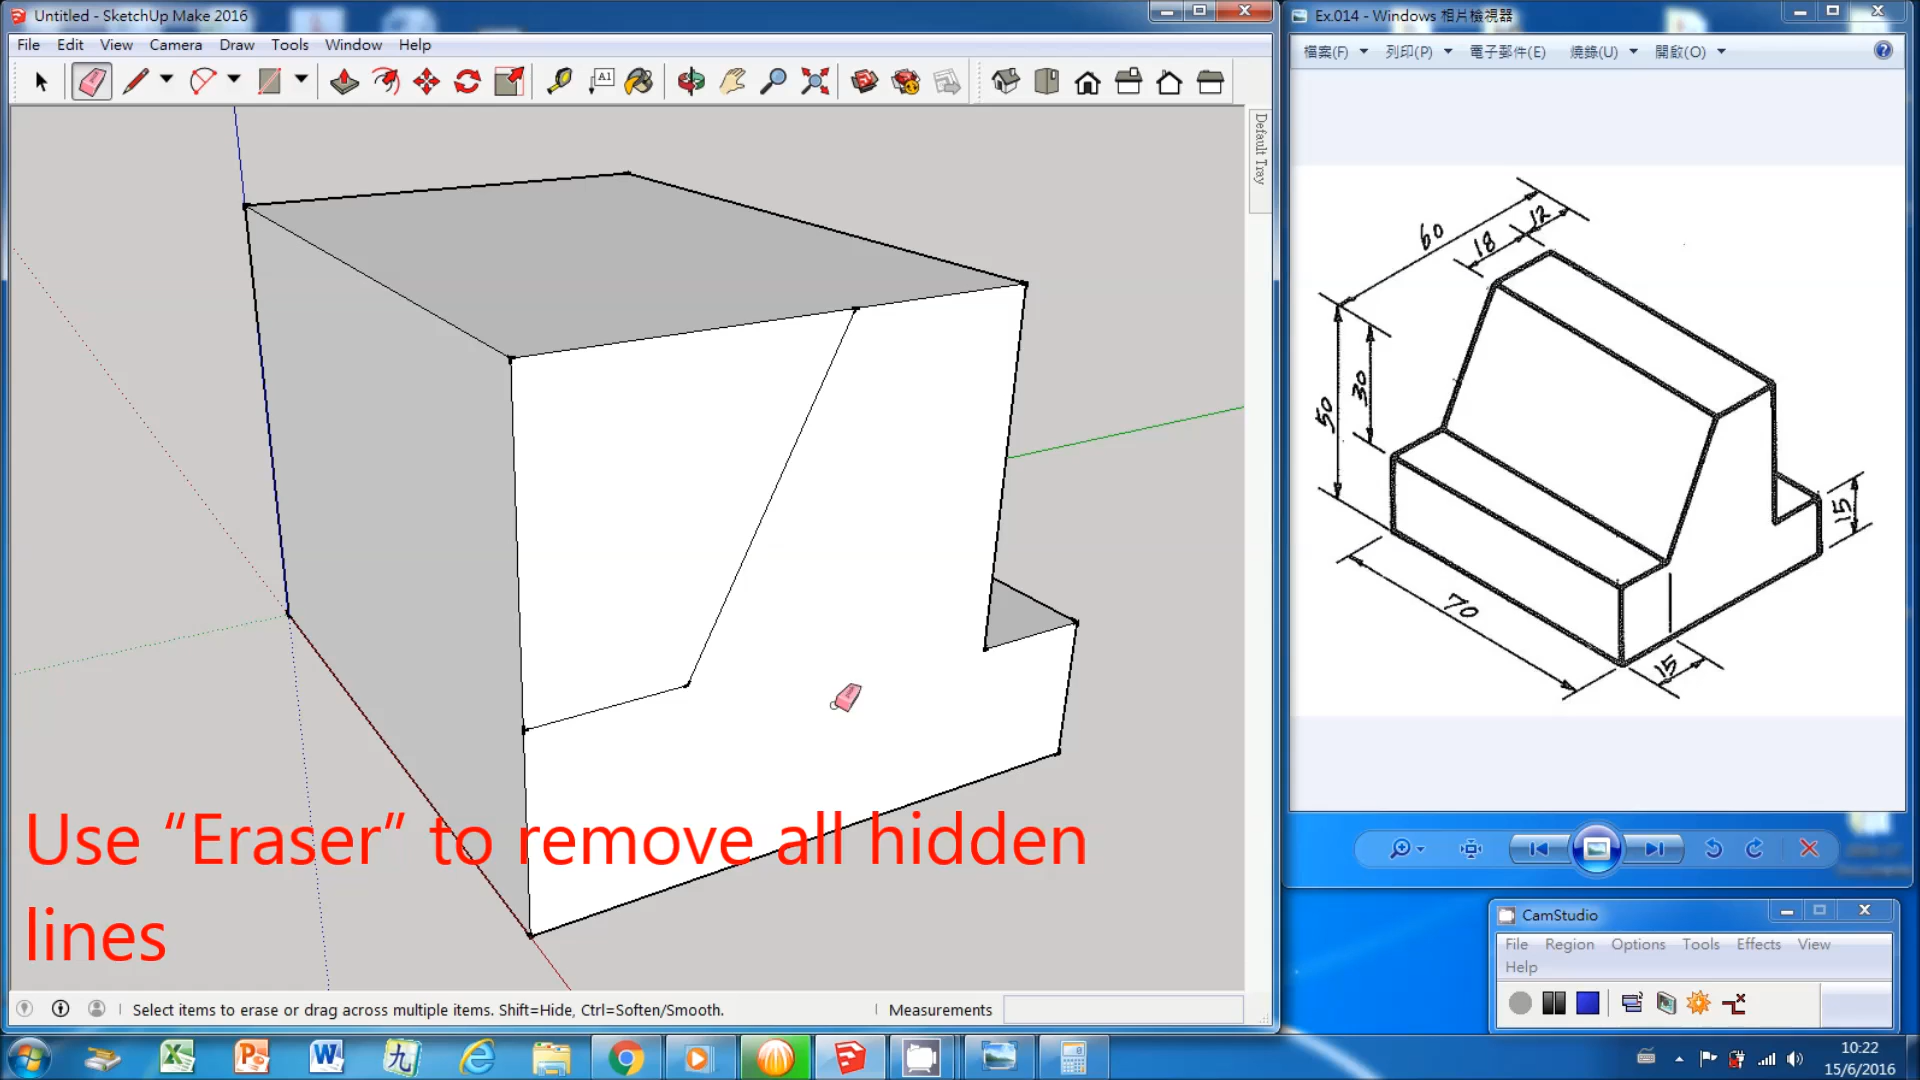 Untitled - SketchUp Make 2016
File Edit View Camera Draw Tools Window Help
A1
Default Tray
Use “Eraser” to remove all hidden
lines
Select items to erase or drag across multiple items. Shift=Hide, Ctrl=Soften/Smooth.
Measurements
Ex.014 - Windows 相片檢視器
檔案(F) 列印(P) 電子郵件(E) 燒錄(U) 開啟(O)
60
18
12
50
30
15
70
15
CamStudio
File Region Options Tools Effects View
Help
九
10:22
15/6/2016